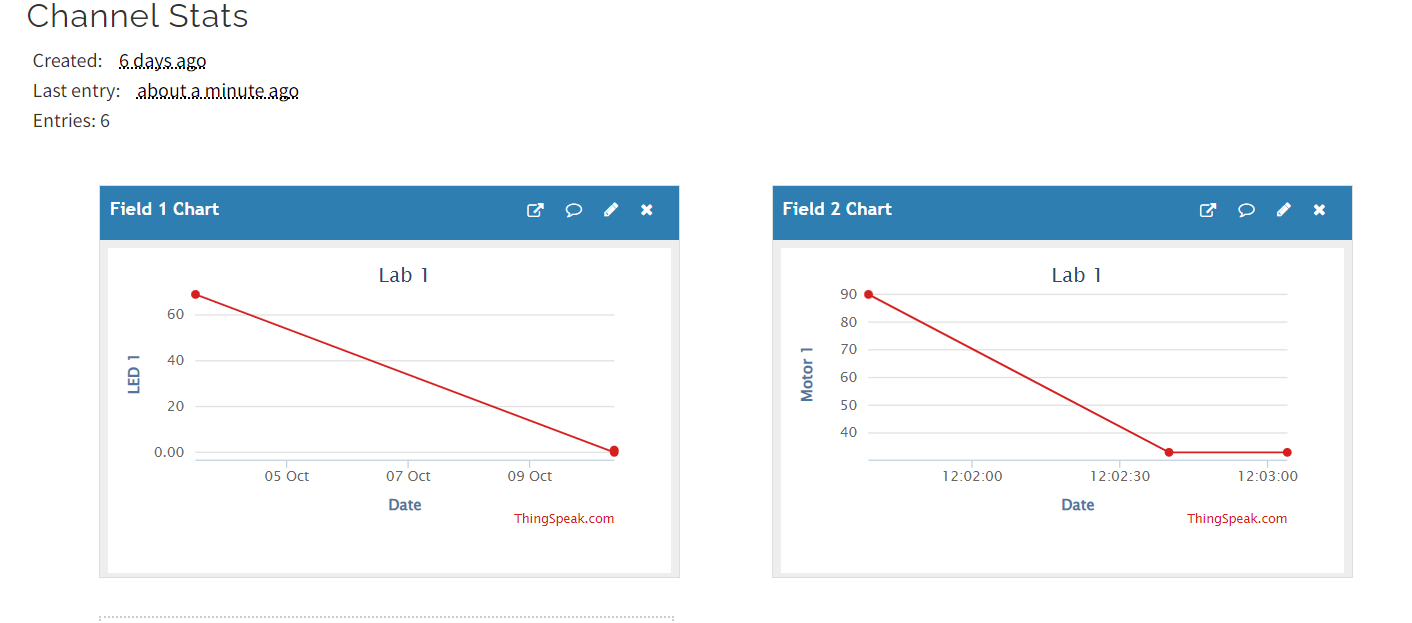 Channel Stats
Created: 6 days ago
Last entry: about a minute ago
Entries: 6
Field 1 Chart
Lab 1
60
40
20
0.00
LED 1
05 Oct 07 Oct 09 Oct
Date
ThingSpeak.com
Field 2 Chart
Lab 1
90
80
70
60
50
40
Motor 1
12:02:00 12:02:30 12:03:00
Date
ThingSpeak.com